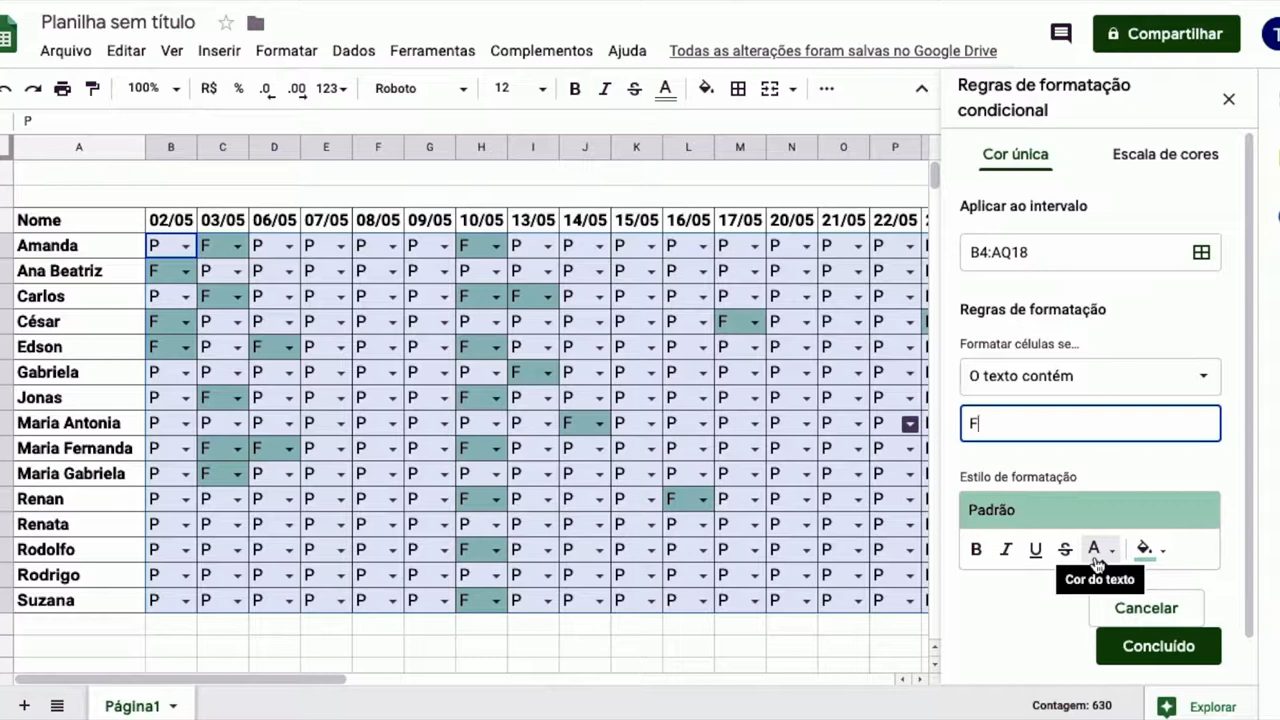 Planilha sem título
Arquivo Editar Ver Inserir Formatar Dados Ferramentas Complementos Ajuda Todas as alterações foram salvas no Google Drive
Compartilhar
100% R$ % .0 .00 123 Roboto 12 B I S A
P
A B C D E F G H I J K L M N O P
Nome 02/05 03/05 06/05 07/05 08/05 09/05 10/05 13/05 14/05 15/05 16/05 17/05 20/05 21/05 22/05
Amanda P F P P P P F P P P P P P P P
Ana Beatriz F P P P P P P P P P P P P P P
Carlos P F P P P P F F P P P P P P P
César F P P P P P P P P P P F P P P
Edson F P F P P P F P P P P P P P P
Gabriela P P P P P P P F P P P P P P P
Jonas P F P P P P F P P P P P P P P
Maria Antonia P P P P P P P P F P P P P P P
Maria Fernanda P F F P P P F P P P P P P P P
Maria Gabriela P F P P P P P P P P P P P P P
Renan P P P P P P F P P P F P P P P
Renata P P P P P P P P P P P P P P P
Rodolfo P P P P P P F P P P P P P P P
Rodrigo P P P P P P P P P P P P P P P
Suzana P P P P P P F P P P P P P P P
Página1
Contagem: 630
Explorar
Regras de formatação
condicional
Cor única Escala de cores
Aplicar ao intervalo
B4:AQ18
Regras de formatação
Formatar células se…
O texto contém
F
Estilo de formatação
Padrão
B I U S A
Cor do texto
Cancelar
Concluído